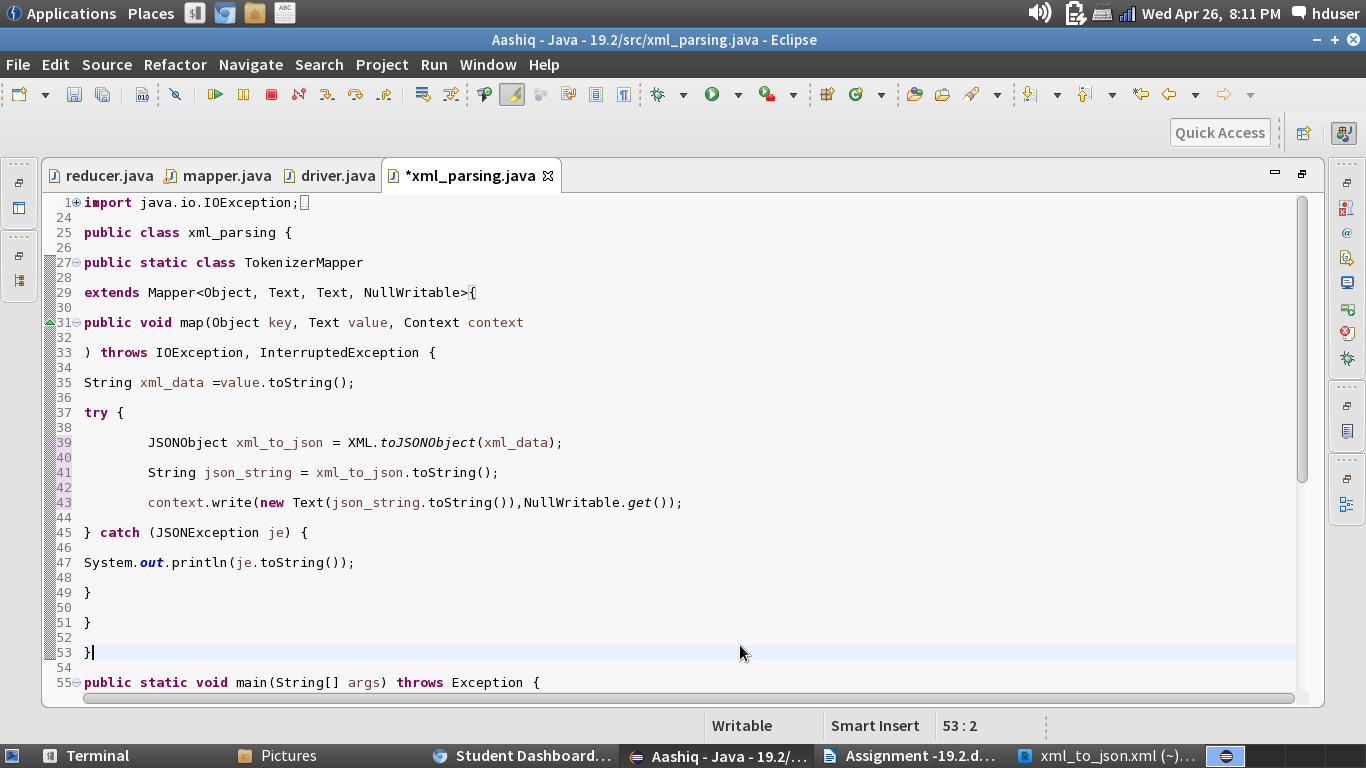 Applications Places ABC Wed Apr 26, 8:11 PM hduser
Aashiq - Java - 19.2/src/xml_parsing.java - Eclipse
File Edit Source Refactor Navigate Search Project Run Window Help
Quick Access
reducer.java mapper.java driver.java *xml_parsing.java
1 import java.io.IOException;
24
25 public class xml_parsing {
26
27 public static class TokenizerMapper
28
29 extends Mapper<Object, Text, Text, NullWritable>{
30
31 public void map(Object key, Text value, Context context
32
33 ) throws IOException, InterruptedException {
34
35 String xml_data =value.toString();
36
37 try {
38
39 JSONObject xml_to_json = XML.toJSONObject(xml_data);
40
41 String json_string = xml_to_json.toString();
42
43 context.write(new Text(json_string.toString()),NullWritable.get());
44
45 } catch (JSONException je) {
46
47 System.out.println(je.toString());
48
49 }
50
51 }
52
53 }
54
55 public static void main(String[] args) throws Exception {
Writable Smart Insert 53 : 2
Terminal Pictures Student Dashboard... Aashiq - Java - 19.2/... Assignment -19.2.d... xml_to_json.xml (~)...